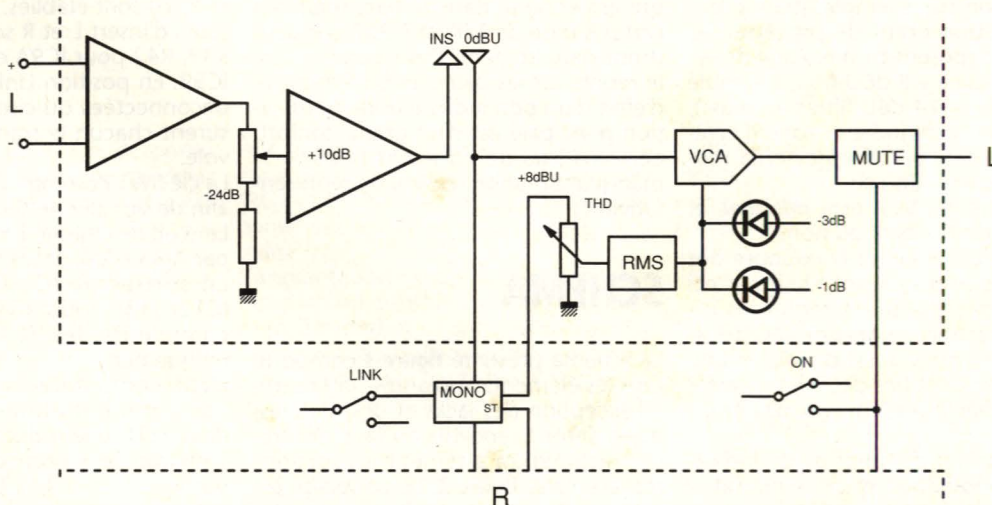 INS 0dBU
+
L
-
+10dB
-24dB
+8dBU
THD
VCA
MUTE
L
RMS
-3dB
-1dB
LINK
MONO
ST
ON
R